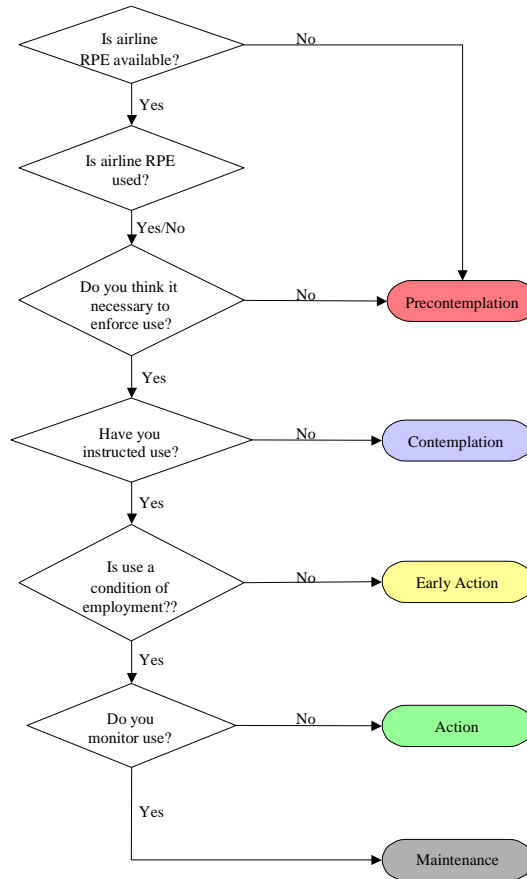 Is airline
RPE available?
No
Yes
Is airline RPE
used?
Yes/No
Do you think it
necessary to
enforce use?
No
Precontemplation
Yes
Have you
instructed use?
No
Contemplation
Yes
Is use a
condition of
employment??
No
Early Action
Yes
Do you
monitor use?
No
Action
Yes
Maintenance